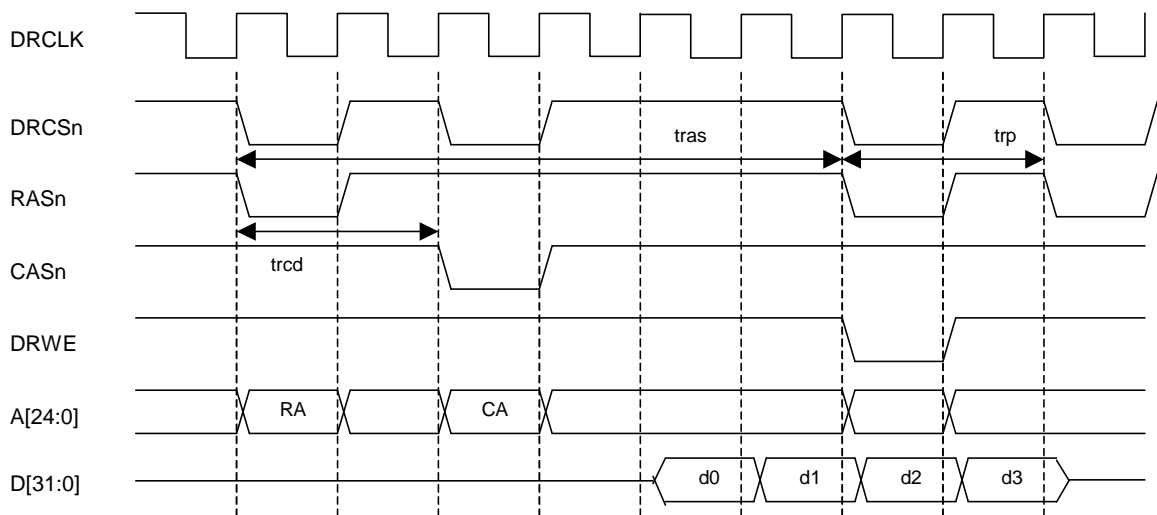 DRCLK
DRCSn
tras
trp
RASn
trcd
CASn
DRWE
A[24:0]
RA
CA
D[31:0]
d0
d1
d2
d3